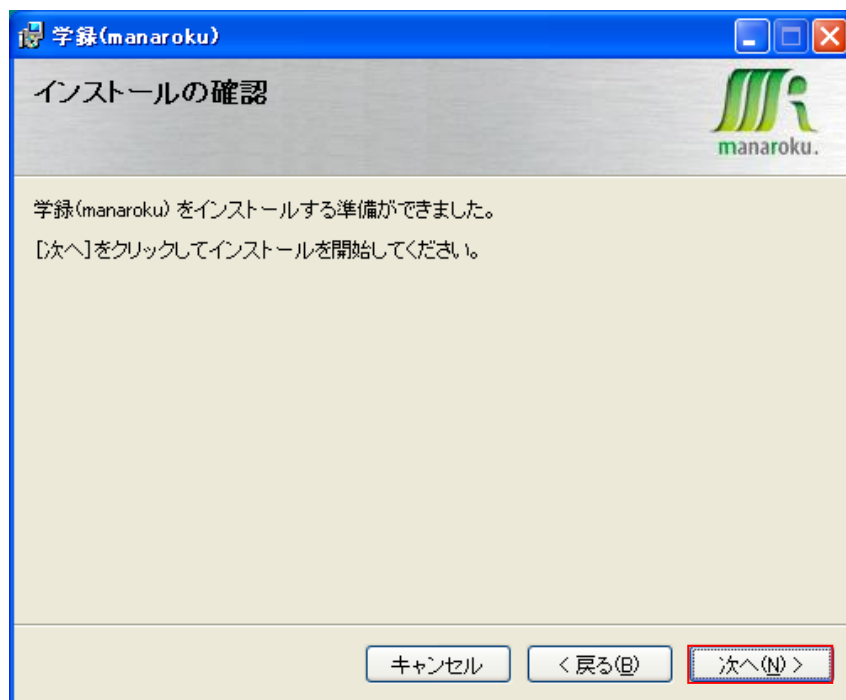 学録(manaroku)
インストールの確認
manaroku.
学録(manaroku) をインストールする準備ができました。
[次へ]をクリックしてインストールを開始してください。
キャンセル
< 戻る(B)
次へ(N) >